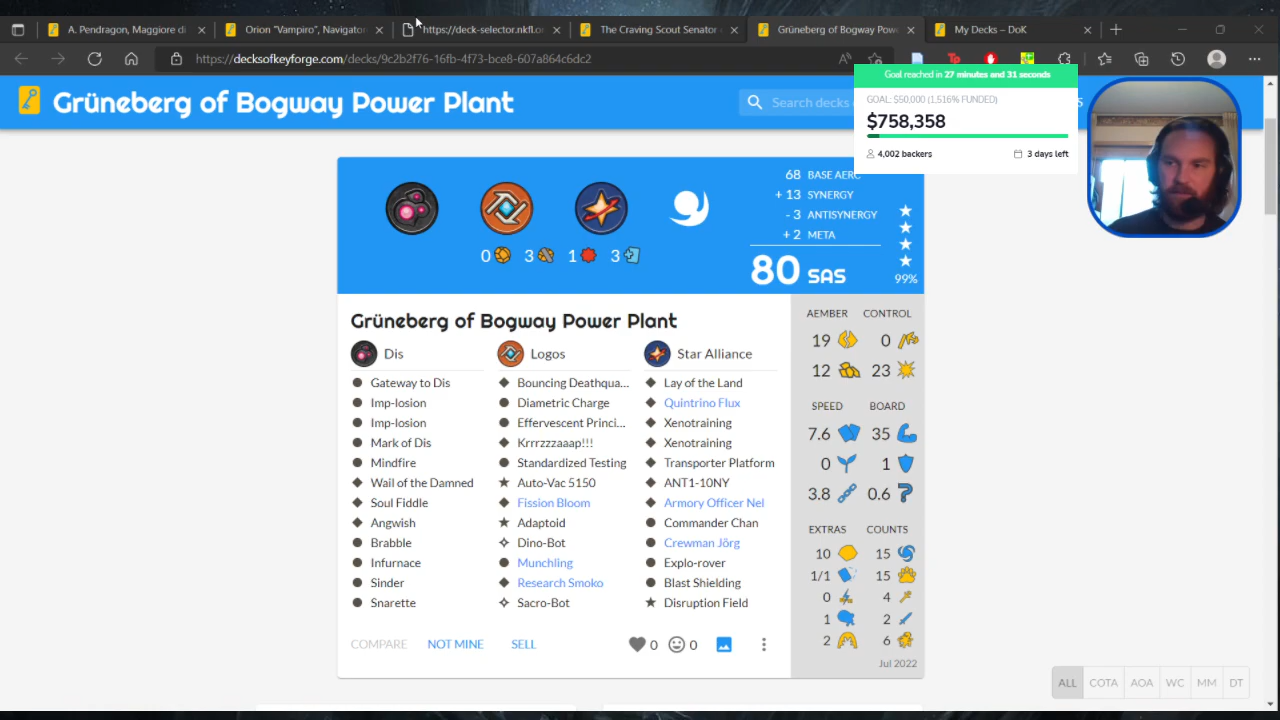 A. Pendragon, Maggiore di
Orion "Vampiro", Navigator
https://deck-selector.nkfl.or
The Craving Scout Senator
Grüneberg of Bogway Powe
My Decks – DoK
https://decksofkeyforge.com/decks/9c2b2f76-16fb-4f73-bce8-607a864c6dc2
Goal reached in 27 minutes and 31 seconds
GOAL: $50,000 (1,516% FUNDED)
$758,358
4,002 backers 3 days left
Grüneberg of Bogway Power Plant
Search decks
68 BASE AERC
+ 13 SYNERGY
- 3 ANTISYNERGY
+ 2 META
80 SAS
99%
0 3 1 3
Grüneberg of Bogway Power Plant
Dis
Gateway to Dis
Imp-losion
Imp-losion
Mark of Dis
Mindfire
Wail of the Damned
Soul Fiddle
Angwish
Brabble
Infurnace
Sinder
Snarette
Logos
Bouncing Deathqua...
Diametric Charge
Effervescent Princi...
Krrrzzzaaap!!!
Standardized Testing
Auto-Vac 5150
Fission Bloom
Adaptoid
Dino-Bot
Munchling
Research Smoko
Sacro-Bot
Star Alliance
Lay of the Land
Quintrino Flux
Xenotraining
Xenotraining
Transporter Platform
ANT1-10NY
Armory Officer Nel
Commander Chan
Crewman Jörg
Explo-rover
Blast Shielding
Disruption Field
AEMBER CONTROL
19 0
12 23
SPEED BOARD
7.6 35
0 1
3.8 0.6
EXTRAS COUNTS
10 15
1/1 15
0 4
1 2
2 6
Jul 2022
COMPARE NOT MINE SELL 0 0
ALL COTA AOA WC MM DT